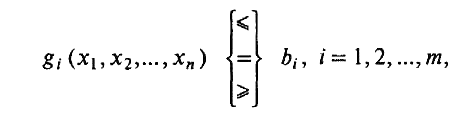 g_i (x_1, x_2,..., x_n) {⩽ = ⩾} b_i, i = 1, 2, ..., m,